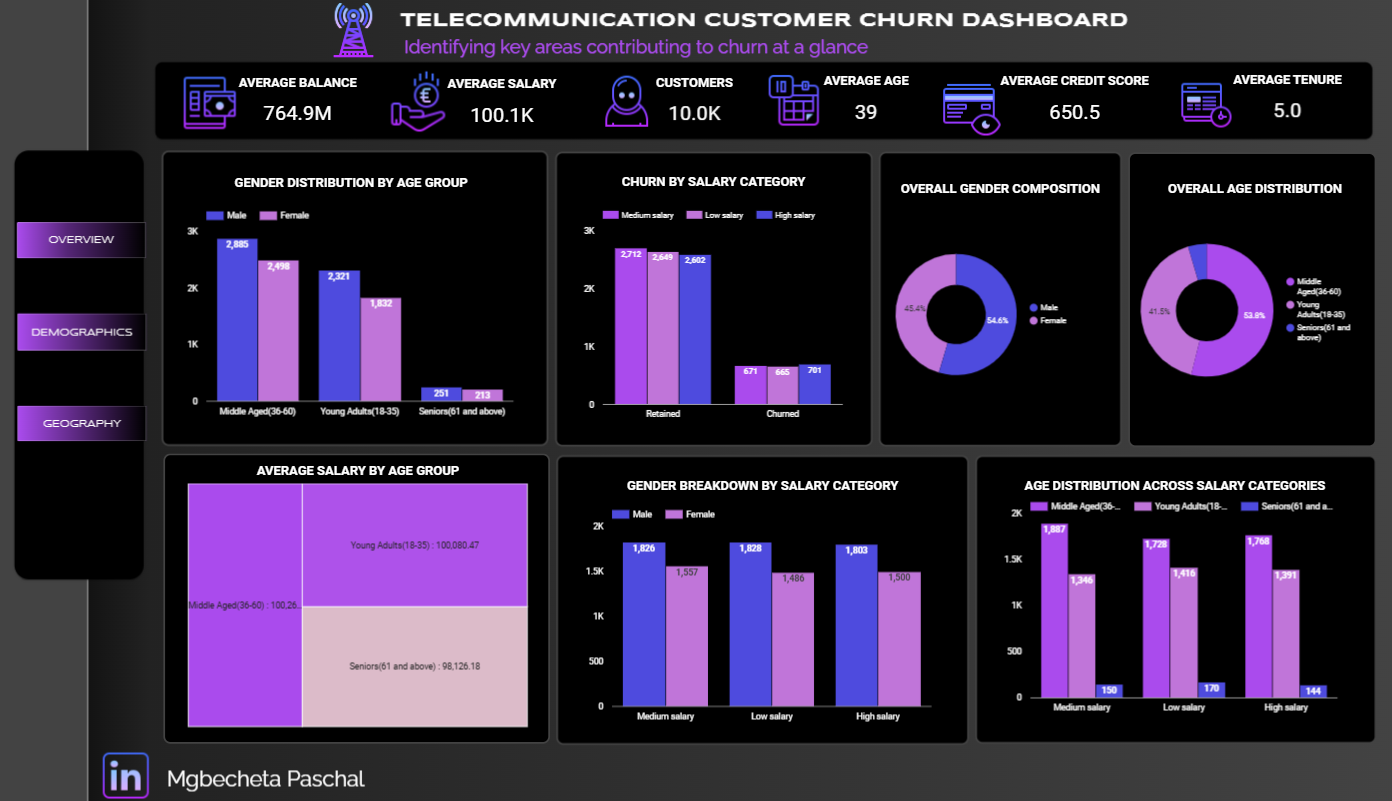 TELECOMMUNICATION CUSTOMER CHURN DASHBOARD
Identifying key areas contributing to churn at a glance
AVERAGE BALANCE
764.9M
AVERAGE SALARY
100.1K
CUSTOMERS
10.0K
AVERAGE AGE
39
AVERAGE CREDIT SCORE
650.5
AVERAGE TENURE
5.0
OVERVIEW
DEMOGRAPHICS
GEOGRAPHY
GENDER DISTRIBUTION BY AGE GROUP
Male
Female
3K
2K
1K
0
2,885
2,498
2,321
1,832
251
213
Middle Aged(36-60)
Young Adults(18-35)
Seniors(61 and above)
CHURN BY SALARY CATEGORY
Medium salary
Low salary
High salary
3K
2K
1K
0
2,712
2,649
2,602
671
665
701
Retained
Churned
OVERALL GENDER COMPOSITION
45.4%
54.6%
Male
Female
OVERALL AGE DISTRIBUTION
41.5%
53.8%
Middle
Aged(36-60)
Young
Adults(18-35)
Seniors(61 and
above)
AVERAGE SALARY BY AGE GROUP
Middle Aged(36-60) : 100,26..
Young Adults(18-35) : 100,080.47
Seniors(61 and above) : 98,126.18
GENDER BREAKDOWN BY SALARY CATEGORY
Male
Female
2K
1.5K
1K
500
0
1,826
1,557
1,828
1,486
1,803
1,500
Medium salary
Low salary
High salary
AGE DISTRIBUTION ACROSS SALARY CATEGORIES
Middle Aged(36-...
Young Adults(18-...
Seniors(61 and a...
2K
1.5K
1K
500
0
1,887
1,346
150
1,728
1,416
170
1,768
1,391
144
Medium salary
Low salary
High salary
in
Mgbecheta Paschal